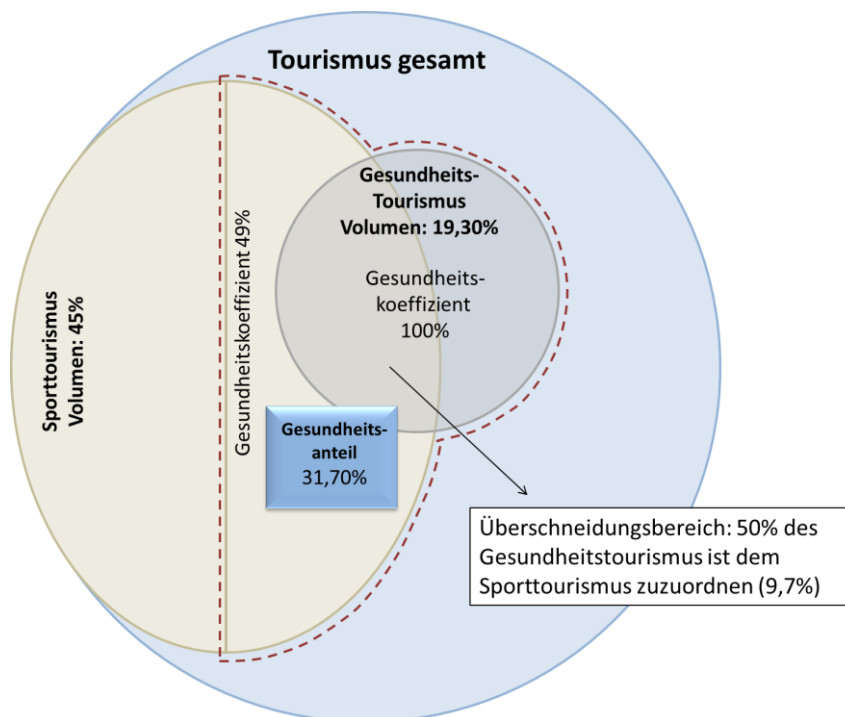 Tourismus gesamt
Gesundheits-
Tourismus
Volumen: 19,30%
Gesundheits-
koeffizient
100%
Sporttourismus
Volumen: 45%
Gesundheitskoeffizient 49%
Gesundheits-
anteil
31,70%
Überschneidungsbereich: 50% des
Gesundheitstourismus ist dem
Sporttourismus zuzuordnen (9,7%)